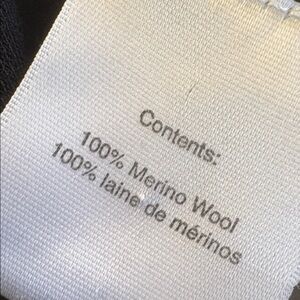 Contents:
100% Merino Wool
100% laine de mérinos